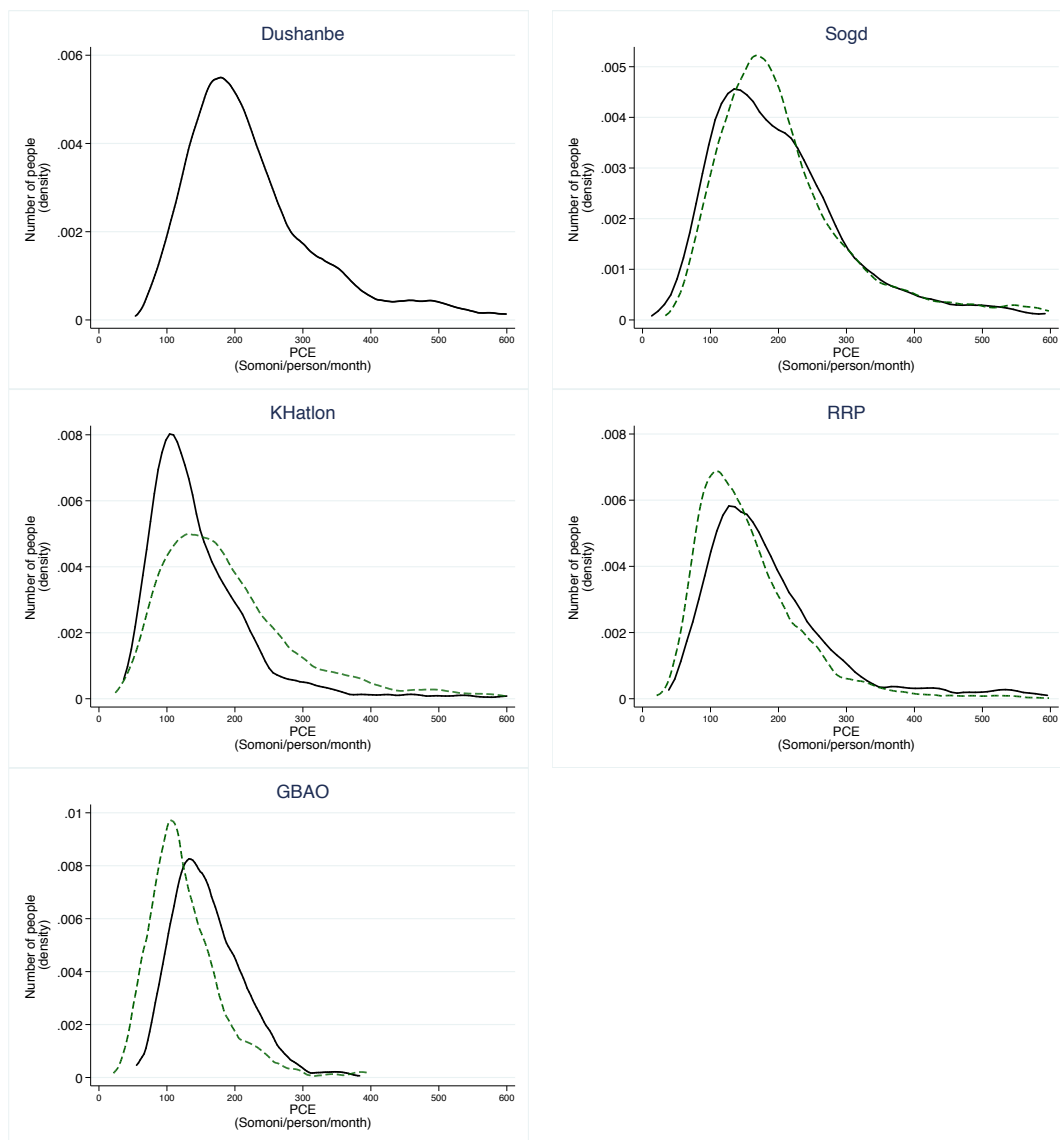 Dushanbe
.006
.004
.002
0
Number of people
(density)
0 100 200 300 400 500 600
PCE
(Somoni/person/month)
Sogd
.005
.004
.003
.002
.001
0
Number of people
(density)
0 100 200 300 400 500 600
PCE
(Somoni/person/month)
KHatlon
.008
.006
.004
.002
0
Number of people
(density)
0 100 200 300 400 500 600
PCE
(Somoni/person/month)
RRP
.008
.006
.004
.002
0
Number of people
(density)
0 100 200 300 400 500 600
PCE
(Somoni/person/month)
GBAO
.01
.008
.006
.004
.002
0
Number of people
(density)
0 100 200 300 400 500 600
PCE
(Somoni/person/month)